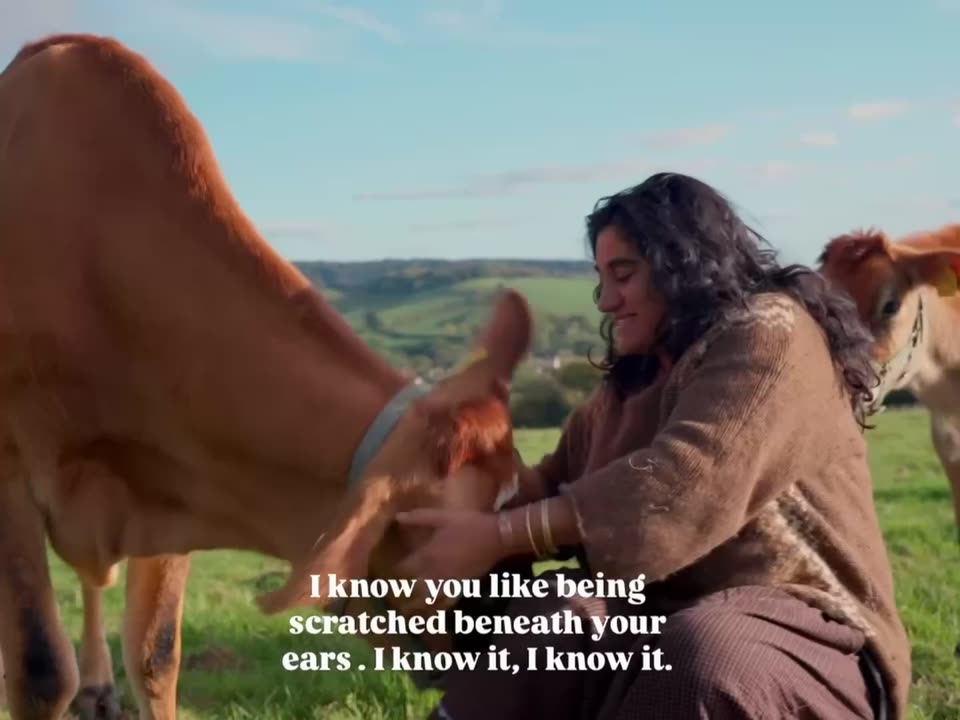 I know you like being
scratched beneath your
ears . I know it, I know it.